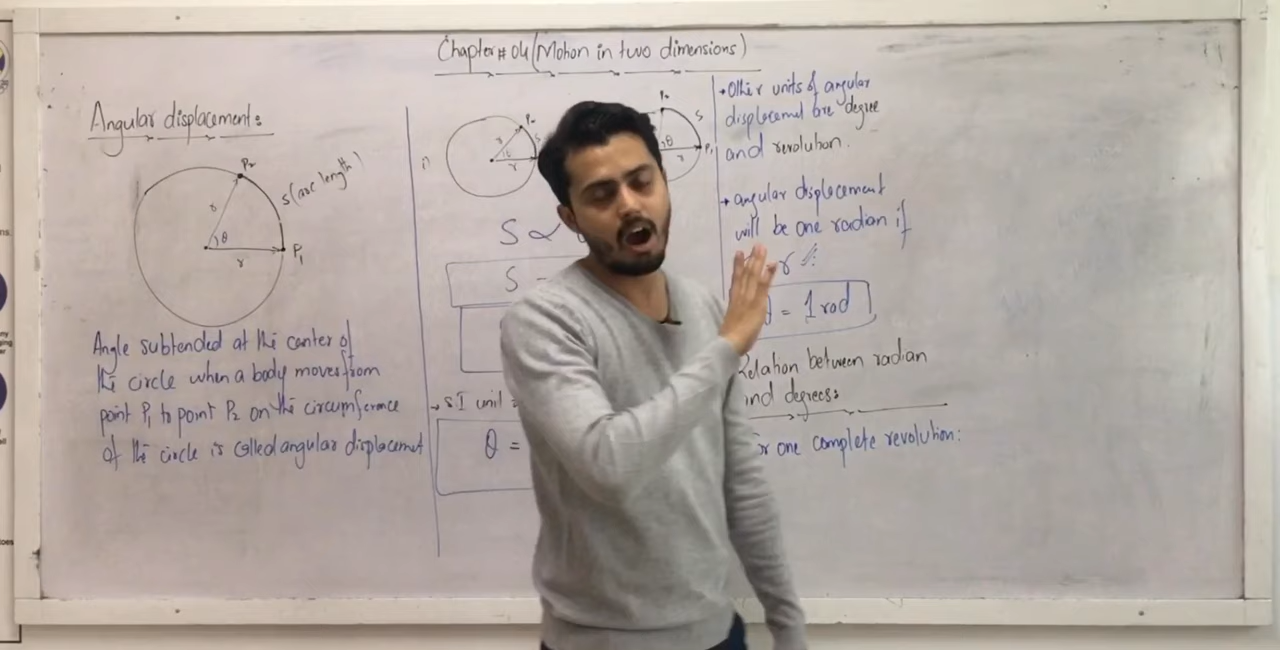 Chapter # 04 (Motion in two dimensions)
Angular displacement:
P₂
S (arc length)
r
θ
r
P₁
Angle subtended at the center of
the circle when a body moves from
point P₁ to point P₂ on the circumference
of the circle is called angular displacement
i)
P₂
r
S
r
S ∝
S =
→ S I unit
θ =
P₂
S
θ
r
P₁
→ Other units of angular
displacement are degree
and revolution.
→ angular displacement
will be one radian if
r
= 1 rad
Relation between radian
and degrees:
one complete revolution: